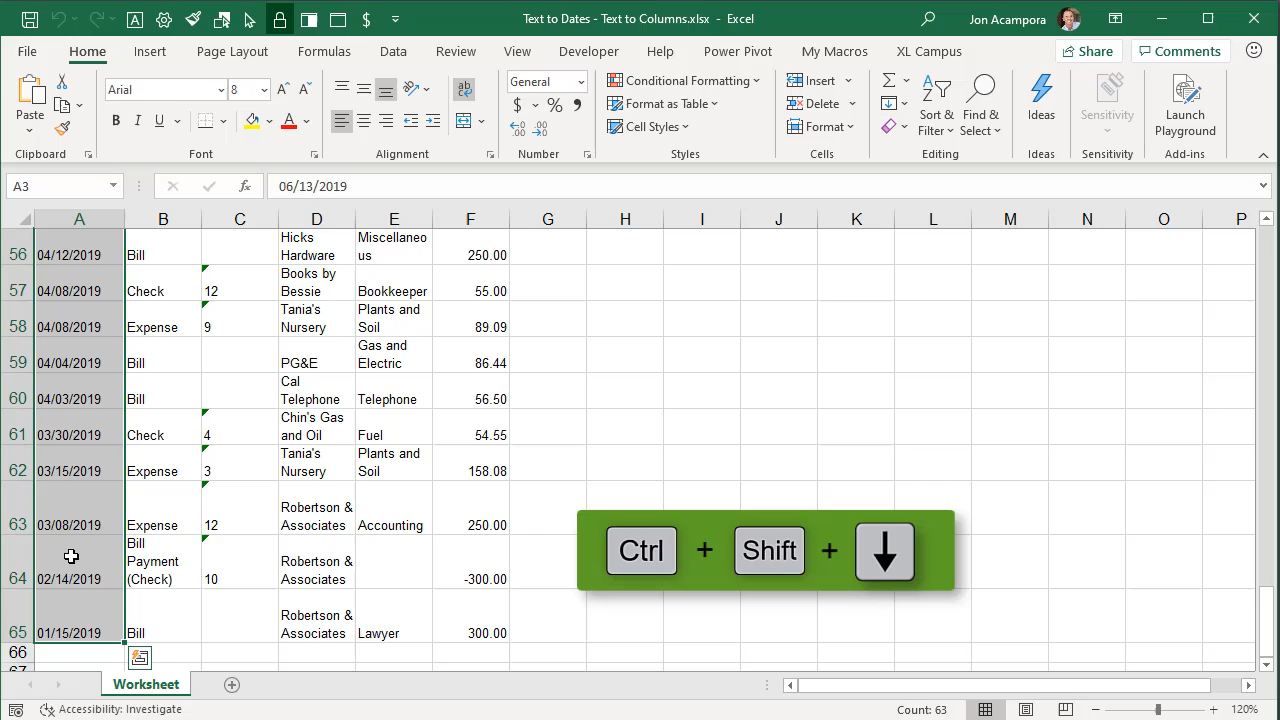 Text to Dates - Text to Columns.xlsx - Excel
Jon Acampora
File Home Insert Page Layout Formulas Data Review View Developer Help Power Pivot My Macros XL Campus Share Comments
Paste
Arial 8
B I U
General
$ % ,
Conditional Formatting
Format as Table
Cell Styles
Insert
Delete
Format
Sort & Filter
Find & Select
Ideas
Sensitivity
Launch Playground
Clipboard Font Alignment Number Styles Cells Editing Ideas Sensitivity Add-ins
A3 fx 06/13/2019
A B C D E F G H I J K L M N O P
56 04/12/2019 Bill Hicks Hardware Miscellaneous 250.00
57 04/08/2019 Check 12 Books by Bessie Bookkeeper 55.00
58 04/08/2019 Expense 9 Tania's Nursery Plants and Soil 89.09
59 04/04/2019 Bill PG&E Gas and Electric 86.44
60 04/03/2019 Bill Cal Telephone Telephone 56.50
61 03/30/2019 Check 4 Chin's Gas and Oil Fuel 54.55
62 03/15/2019 Expense 3 Tania's Nursery Plants and Soil 158.08
63 03/08/2019 Expense 12 Robertson & Associates Accounting 250.00
64 02/14/2019 Bill Payment (Check) 10 Robertson & Associates -300.00
65 01/15/2019 Bill Robertson & Associates Lawyer 300.00
66
67
Ctrl + Shift + ↓
Worksheet
Accessibility: Investigate
Count: 63
120%